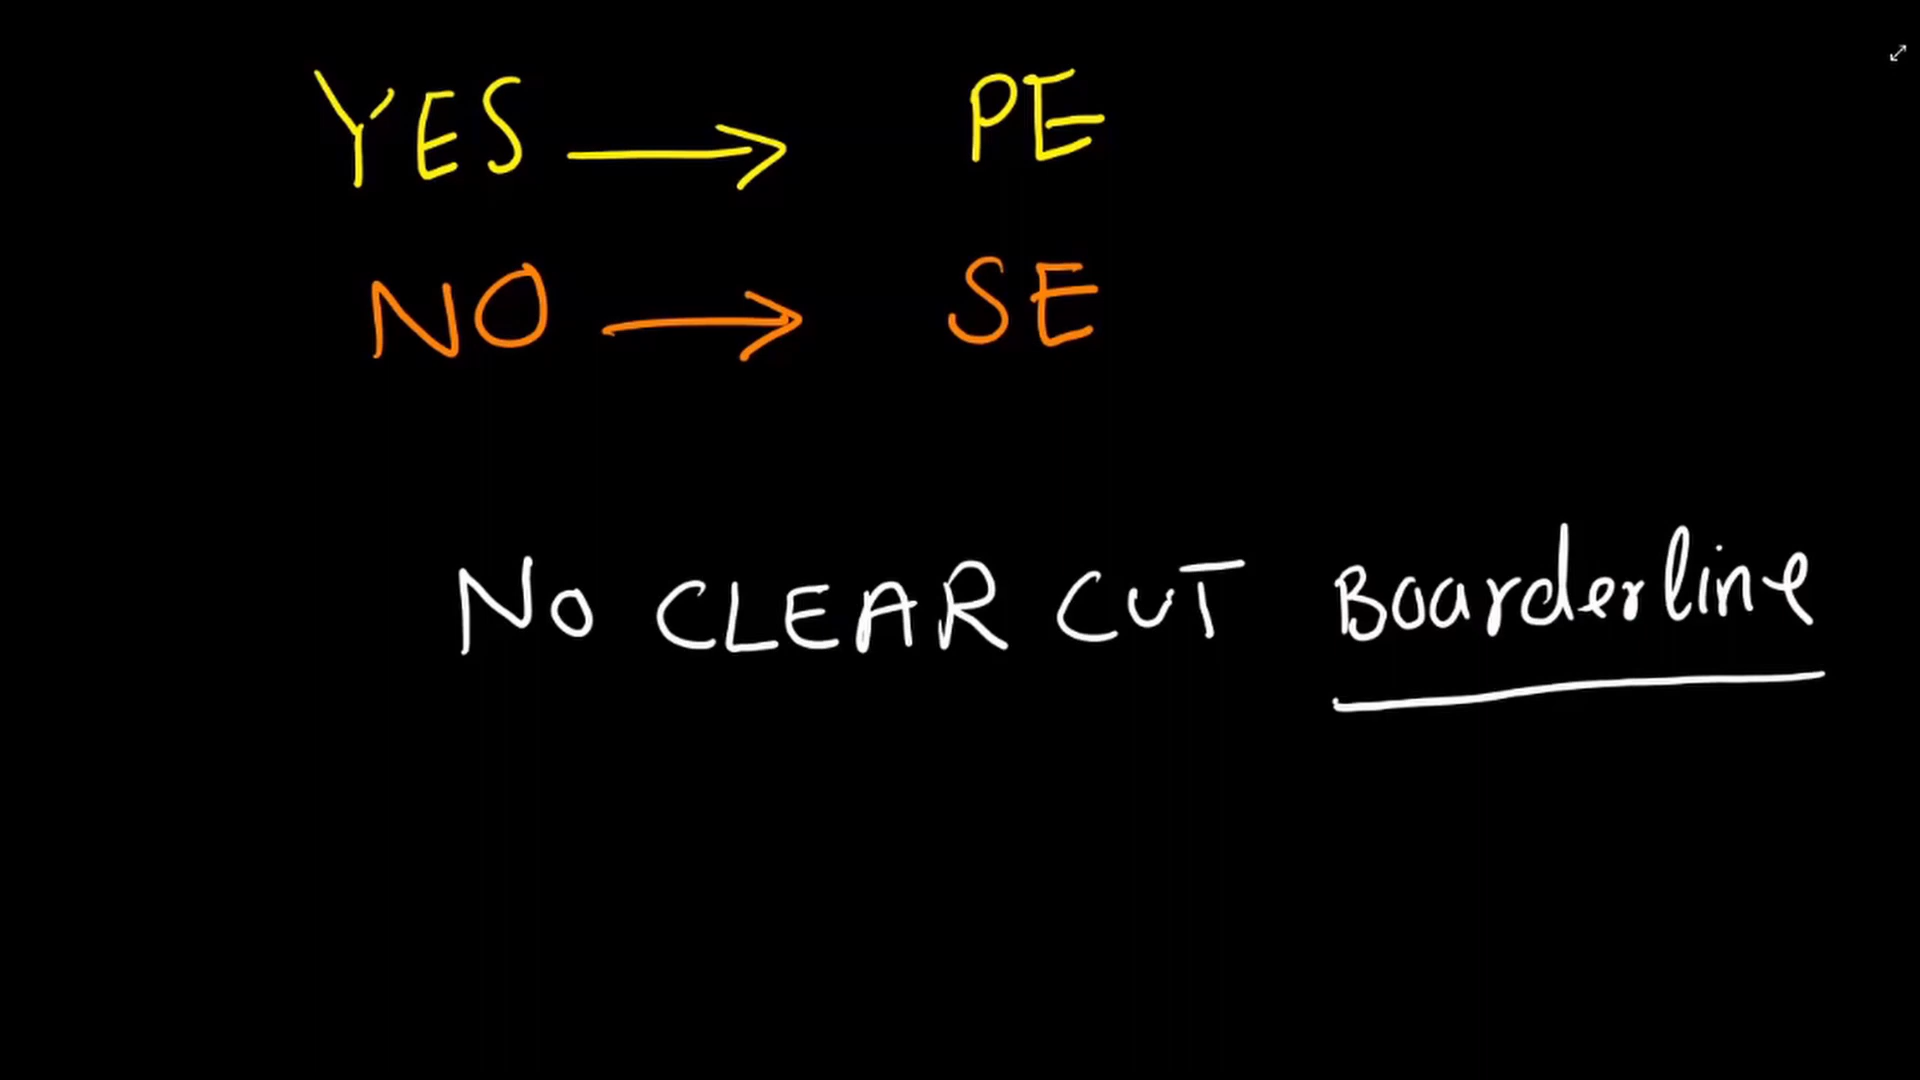 YES → PE
NO → SE
NO CLEAR CUT Boarderline